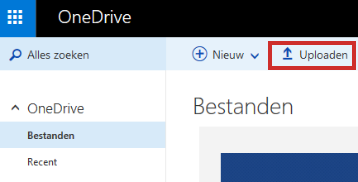 OneDrive
Alles zoeken
Nieuw
Uploaden
OneDrive
Bestanden
Recent
Bestanden